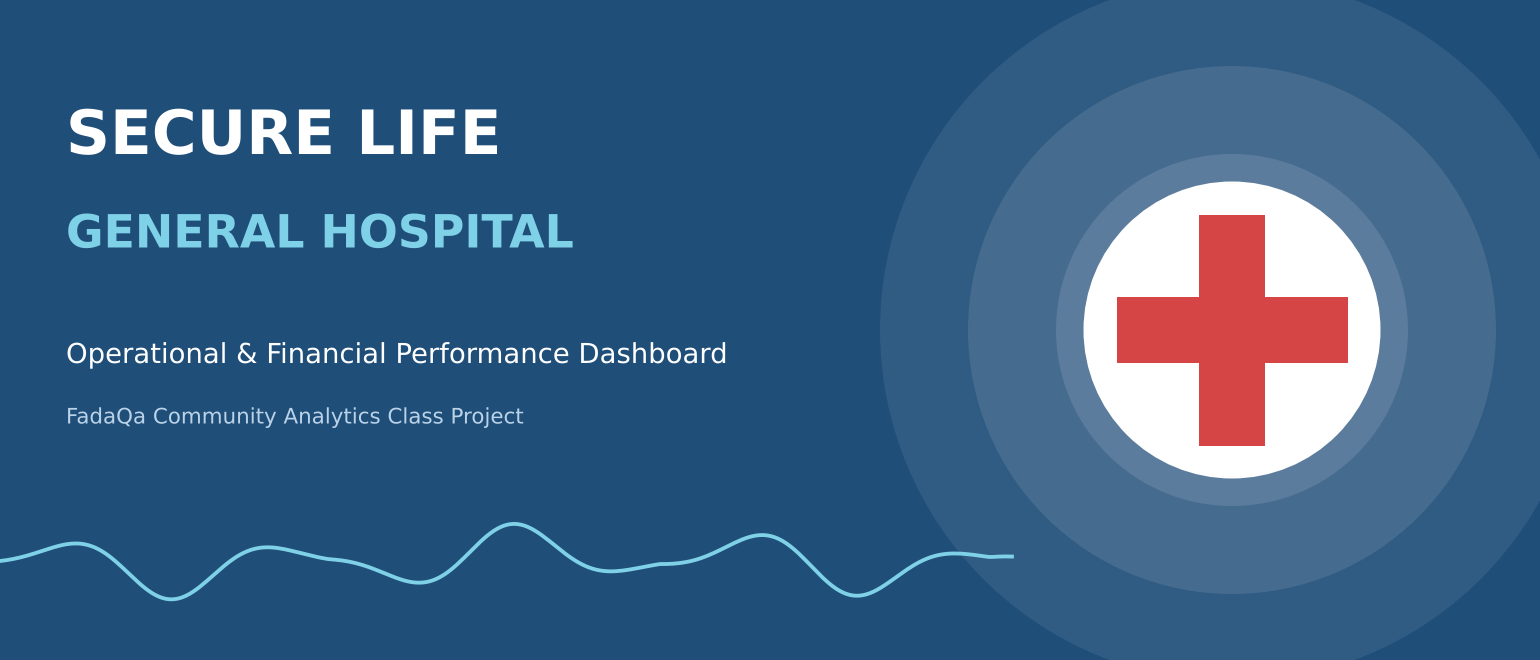 SECURE LIFE
GENERAL HOSPITAL
Operational & Financial Performance Dashboard
FadaQa Community Analytics Class Project